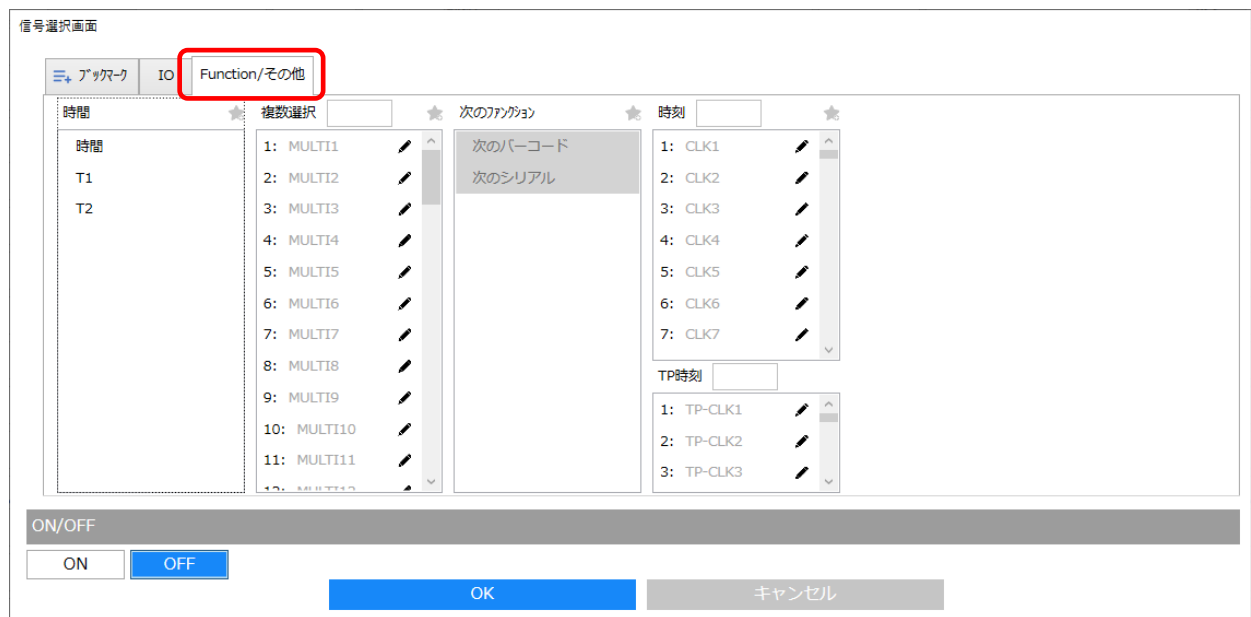 信号選択画面
ブックマーク
IO
Function/その他
時間
時間
T1
T2
複数選択
1: MULTI1
2: MULTI2
3: MULTI3
4: MULTI4
5: MULTI5
6: MULTI6
7: MULTI7
8: MULTI8
9: MULTI9
10: MULTI10
11: MULTI11
12: MULTI12
次のファンクション
次のバーコード
次のシリアル
時刻
1: CLK1
2: CLK2
3: CLK3
4: CLK4
5: CLK5
6: CLK6
7: CLK7
TP時刻
1: TP-CLK1
2: TP-CLK2
3: TP-CLK3
ON/OFF
ON
OFF
OK
キャンセル